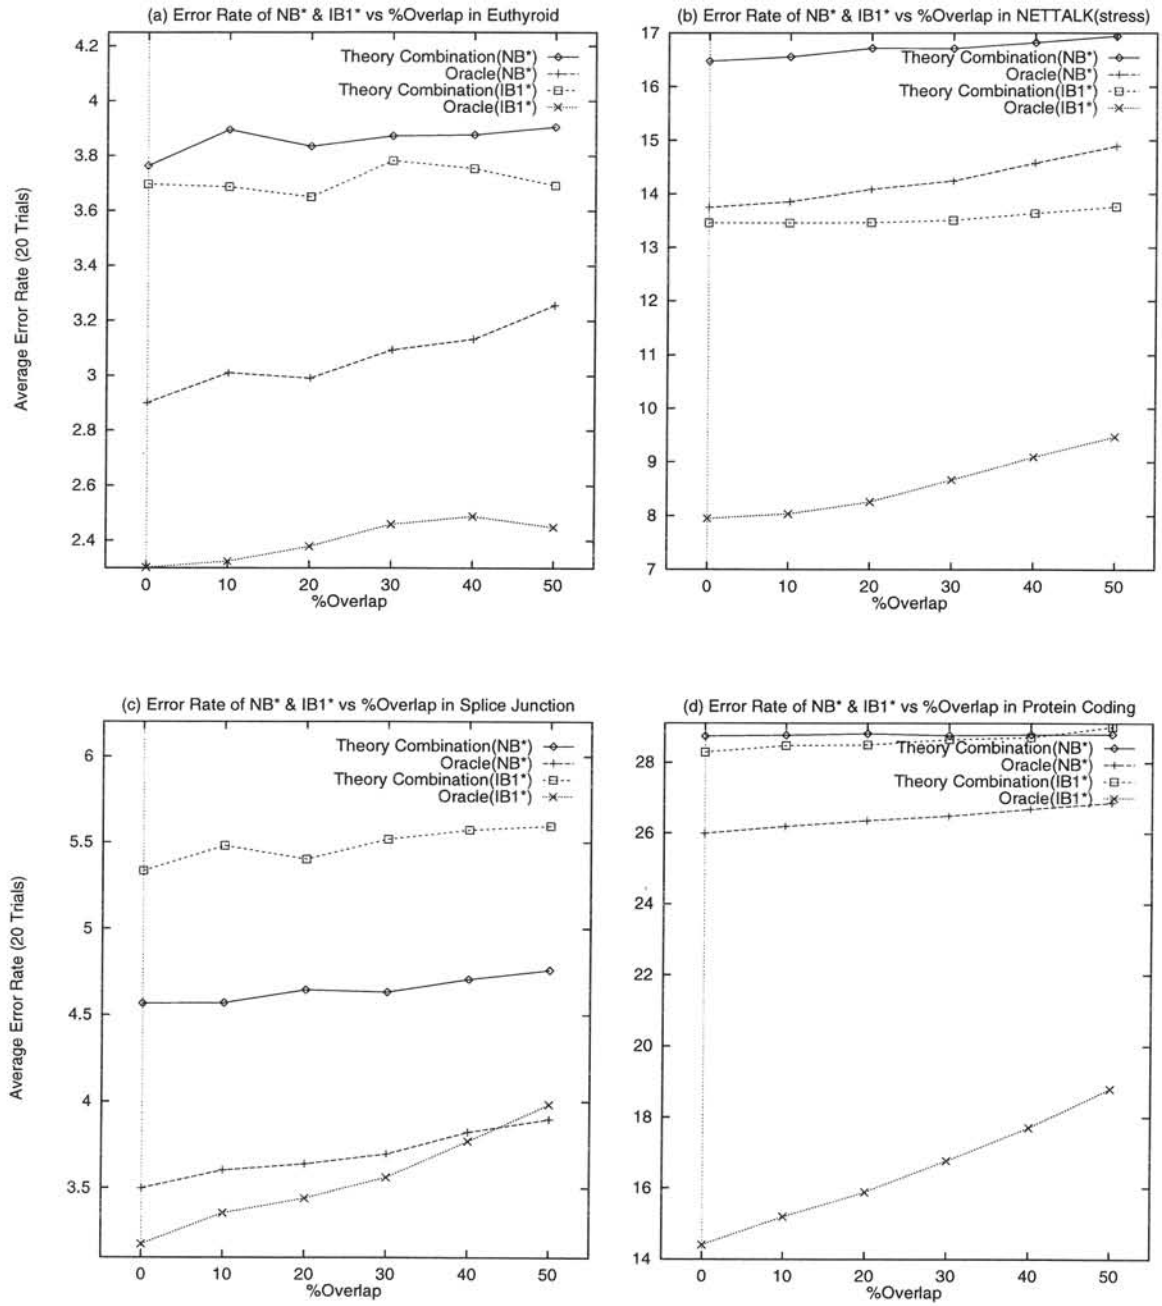 (a) Error Rate of NB* & IB1* vs %Overlap in Euthyroid
4.2
4
3.8
3.6
3.4
3.2
3
2.8
2.6
2.4
Average Error Rate (20 Trials)
Theory Combination(NB*)
Oracle(NB*)
Theory Combination(IB1*)
Oracle(IB1*)
0 10 20 30 40 50
%Overlap
(b) Error Rate of NB* & IB1* vs %Overlap in NETTALK(stress)
17
16
15
14
13
12
11
10
9
8
7
Theory Combination(NB*)
Oracle(NB*)
Theory Combination(IB1*)
Oracle(IB1*)
0 10 20 30 40 50
%Overlap
(c) Error Rate of NB* & IB1* vs %Overlap in Splice Junction
6
5.5
5
4.5
4
3.5
Average Error Rate (20 Trials)
Theory Combination(NB*)
Oracle(NB*)
Theory Combination(IB1*)
Oracle(IB1*)
0 10 20 30 40 50
%Overlap
(d) Error Rate of NB* & IB1* vs %Overlap in Protein Coding
28
26
24
22
20
18
16
14
Theory Combination(NB*)
Oracle(NB*)
Theory Combination(IB1*)
Oracle(IB1*)
0 10 20 30 40 50
%Overlap